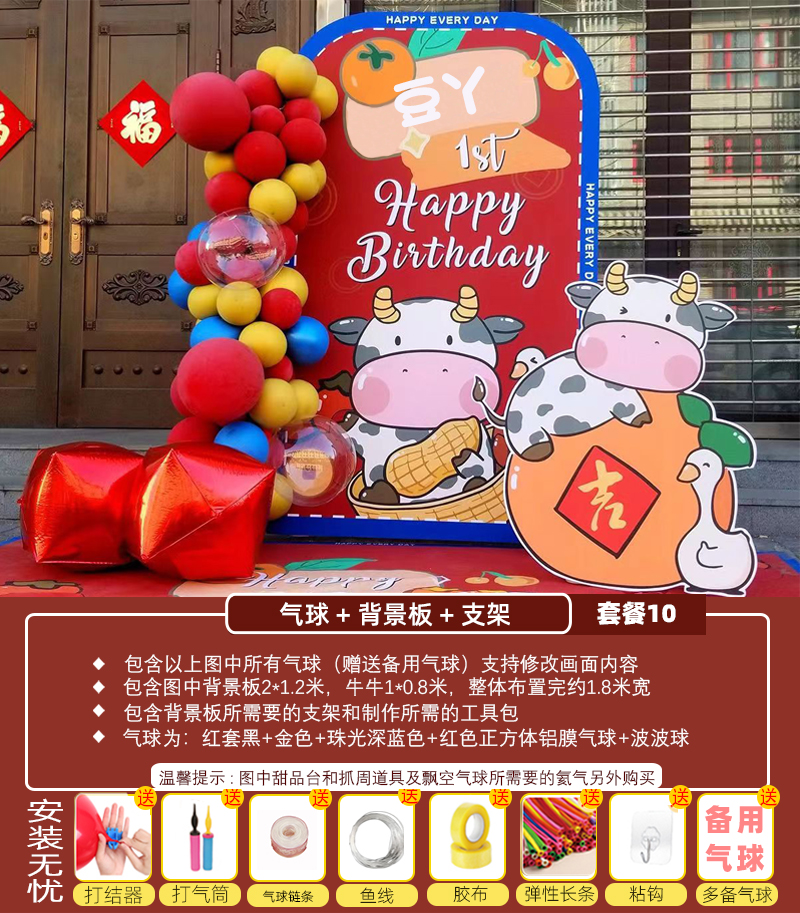 HAPPY EVERY DAY
福
豆丫
1st
Happy
Birthday
HAPPY EVERY D
吉
HAPPY EVERY DAY
Happy
气球 + 背景板 + 支架
套餐10
◆ 包含以上图中所有气球（赠送备用气球）支持修改画面内容
◆ 包含图中背景板2*1.2米，牛牛1*0.8米，整体布置完约1.8米宽
◆ 包含背景板所需要的支架和制作所需的工具包
◆ 气球为：红套黑+金色+珠光深蓝色+红色正方体铝膜气球+波波球
温馨提示 : 图中甜品台和抓周道具及飘空气球所需要的氦气另外购买
安装无忧
送 送 送 送 送 送 送 送
备用
气球
打结器 打气筒 气球链条 鱼线 胶布 弹性长条 粘钩 多备气球